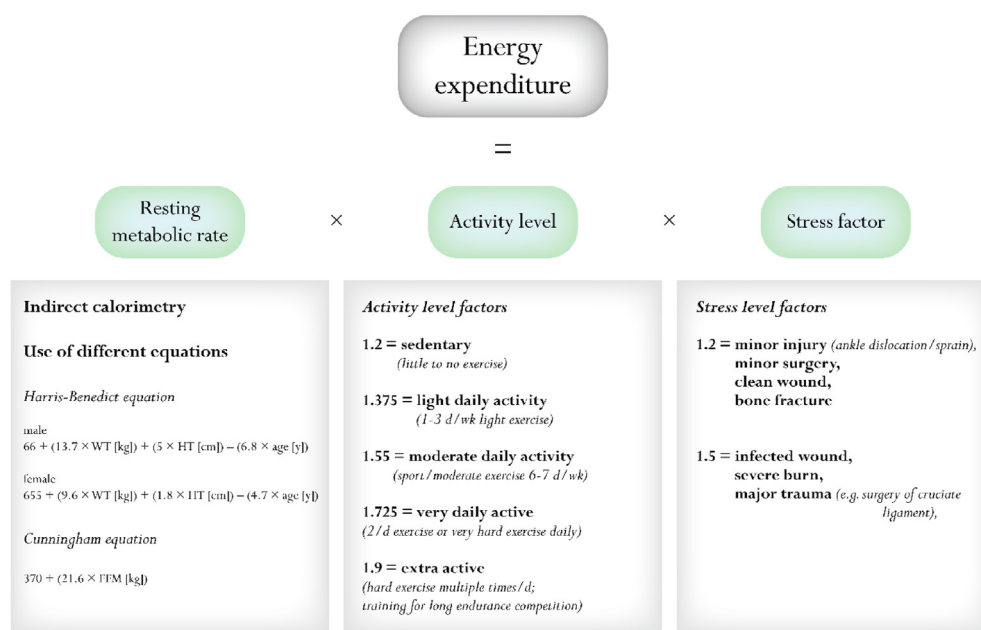 Energy
expenditure
=
Resting
metabolic rate
×
Activity level
×
Stress factor
Indirect calorimetry
Use of different equations
Harris-Benedict equation
male
66 + (13.7 × WT [kg]) + (5 × HT [cm]) – (6.8 × age [y])
female
655 + (9.6 × WT [kg]) + (1.8 × HT [cm]) – (4.7 × age [y])
Cunningham equation
370 + (21.6 × FFM [kg])
Activity level factors
1.2 = sedentary
(little to no exercise)
1.375 = light daily activity
(1-3 d/wk light exercise)
1.55 = moderate daily activity
(sport/moderate exercise 6-7 d/wk)
1.725 = very daily active
(2/d exercise or very hard exercise daily)
1.9 = extra active
(hard exercise multiple times/d;
training for long endurance competition)
Stress level factors
1.2 = minor injury (ankle dislocation/sprain),
minor surgery,
clean wound,
bone fracture
1.5 = infected wound,
severe burn,
major trauma (e.g. surgery of cruciate
ligament),